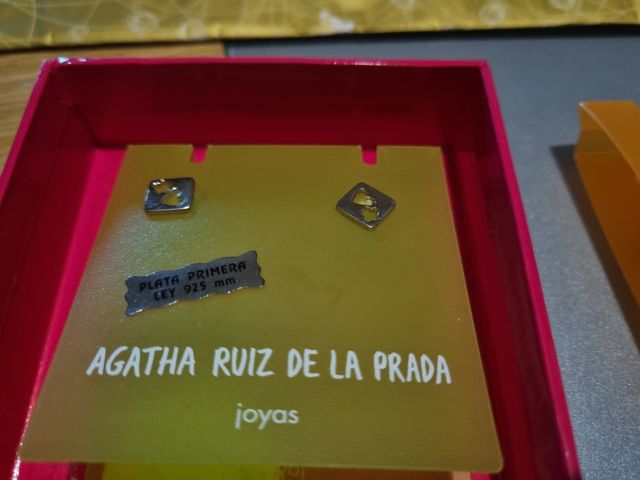 PLATA PRIMERA
LEY 925 mm
AGATHA RUIZ DE LA PRADA
joyas